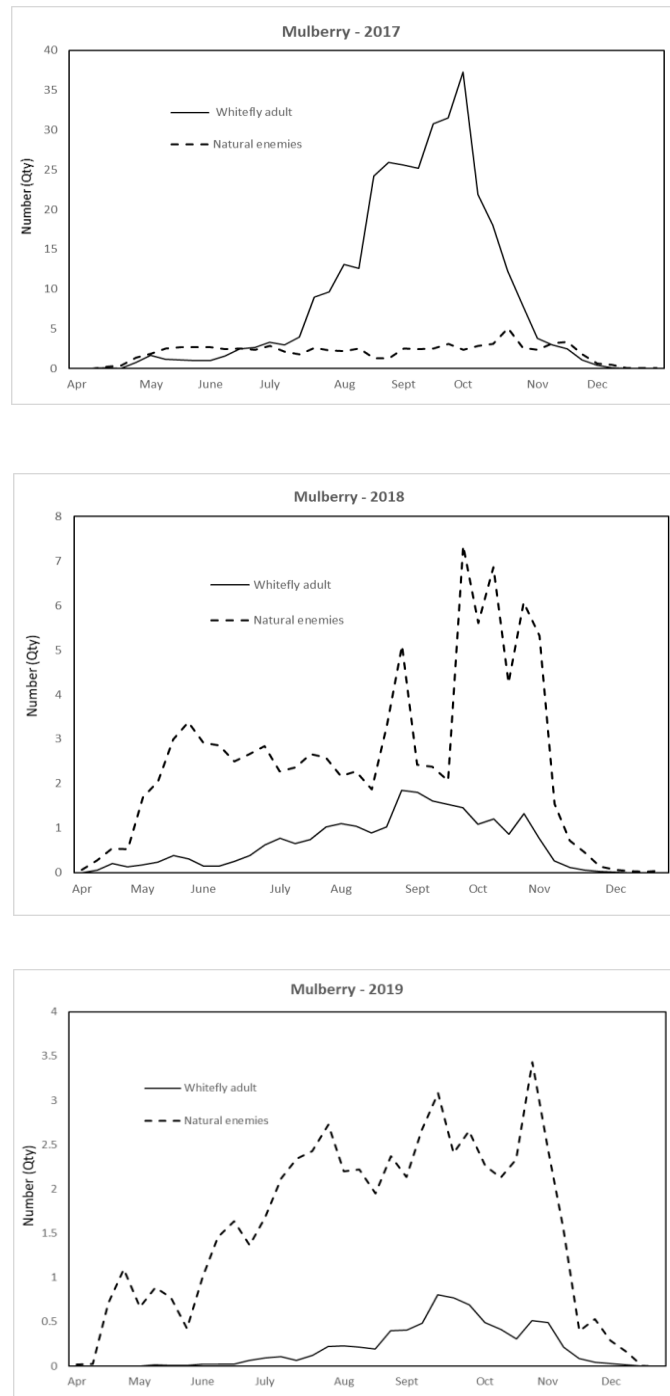 Mulberry - 2017
40
35
30
25
20
15
10
5
0
Number (Qty)
Whitefly adult
Natural enemies
Apr May June July Aug Sept Oct Nov Dec
Mulberry - 2018
8
7
6
5
4
3
2
1
0
Number (Qty)
Whitefly adult
Natural enemies
Apr May June July Aug Sept Oct Nov Dec
Mulberry - 2019
4
3.5
3
2.5
2
1.5
1
0.5
0
Number (Qty)
Whitefly adult
Natural enemies
Apr May June July Aug Sept Oct Nov Dec